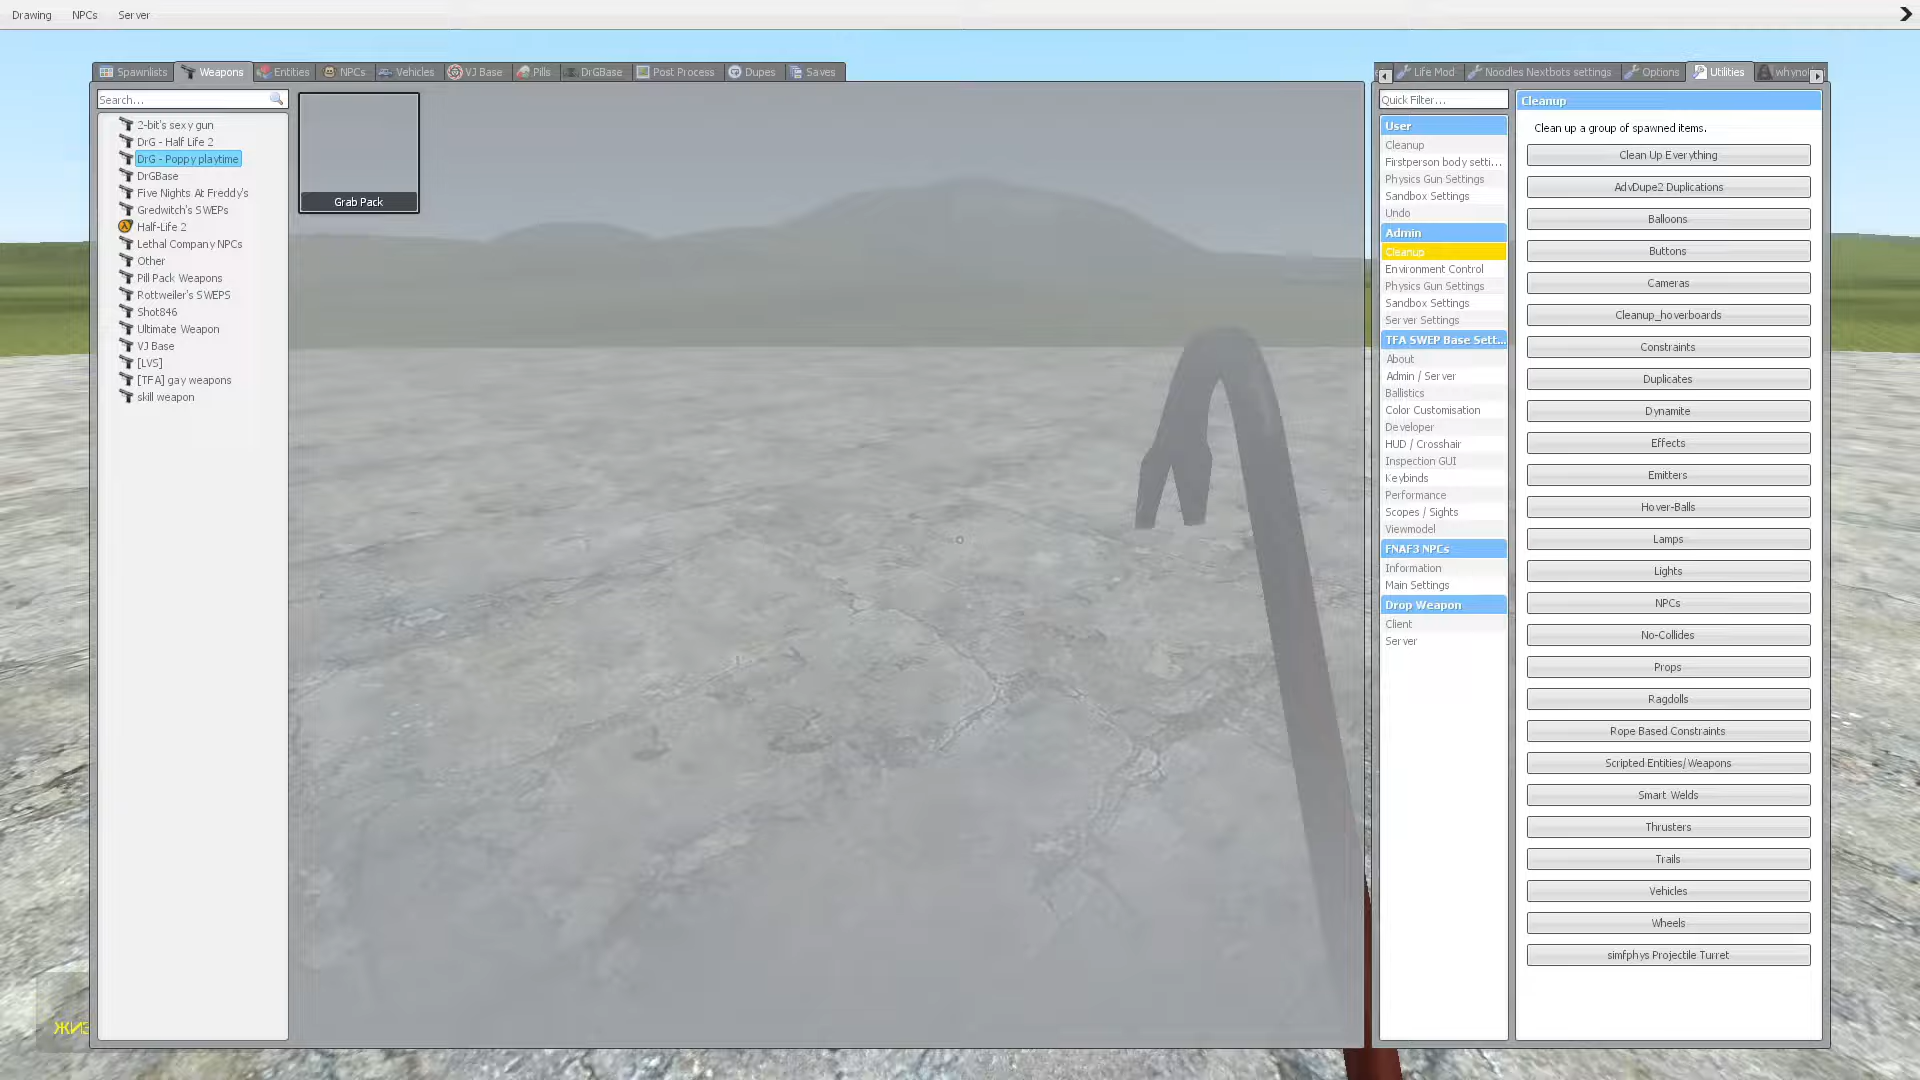 Drawing NPCs Server
Spawnlists Weapons Entities NPCs Vehicles VJ Base Pills DrGBase Post Process Dupes Saves
Search...
2-bit's sexy gun
DrG - Half Life 2
DrG - Poppy playtime
DrGBase
Five Nights At Freddy's
Gredwitch's SWEPs
Half-Life 2
Lethal Company NPCs
Other
Pill Pack Weapons
Rottweiler's SWEPS
Shot846
Ultimate Weapon
VJ Base
[LVS]
[TFA] gay weapons
skill weapon
Grab Pack
Life Mod Noodles Nextbots settings Options Utilities
Quick Filter...
User
Cleanup
Firstperson body setti...
Physics Gun Settings
Sandbox Settings
Undo
Admin
Cleanup
Environment Control
Physics Gun Settings
Sandbox Settings
Server Settings
TFA SWEP Base Sett...
About
Admin / Server
Ballistics
Color Customisation
Developer
HUD / Crosshair
Inspection GUI
Keybinds
Performance
Scopes / Sights
Viewmodel
FNAF3 NPCs
Information
Main Settings
Drop Weapon
Client
Server
Cleanup
Clean up a group of spawned items.
Clean Up Everything
AdvDupe2 Duplications
Balloons
Buttons
Cameras
Cleanup_hoverboards
Constraints
Duplicates
Dynamite
Effects
Emitters
Hover-Balls
Lamps
Lights
NPCs
No-Collides
Props
Ragdolls
Rope Based Constraints
Scripted Entities/Weapons
Smart Welds
Thrusters
Trails
Vehicles
Wheels
simfphys Projectile Turret